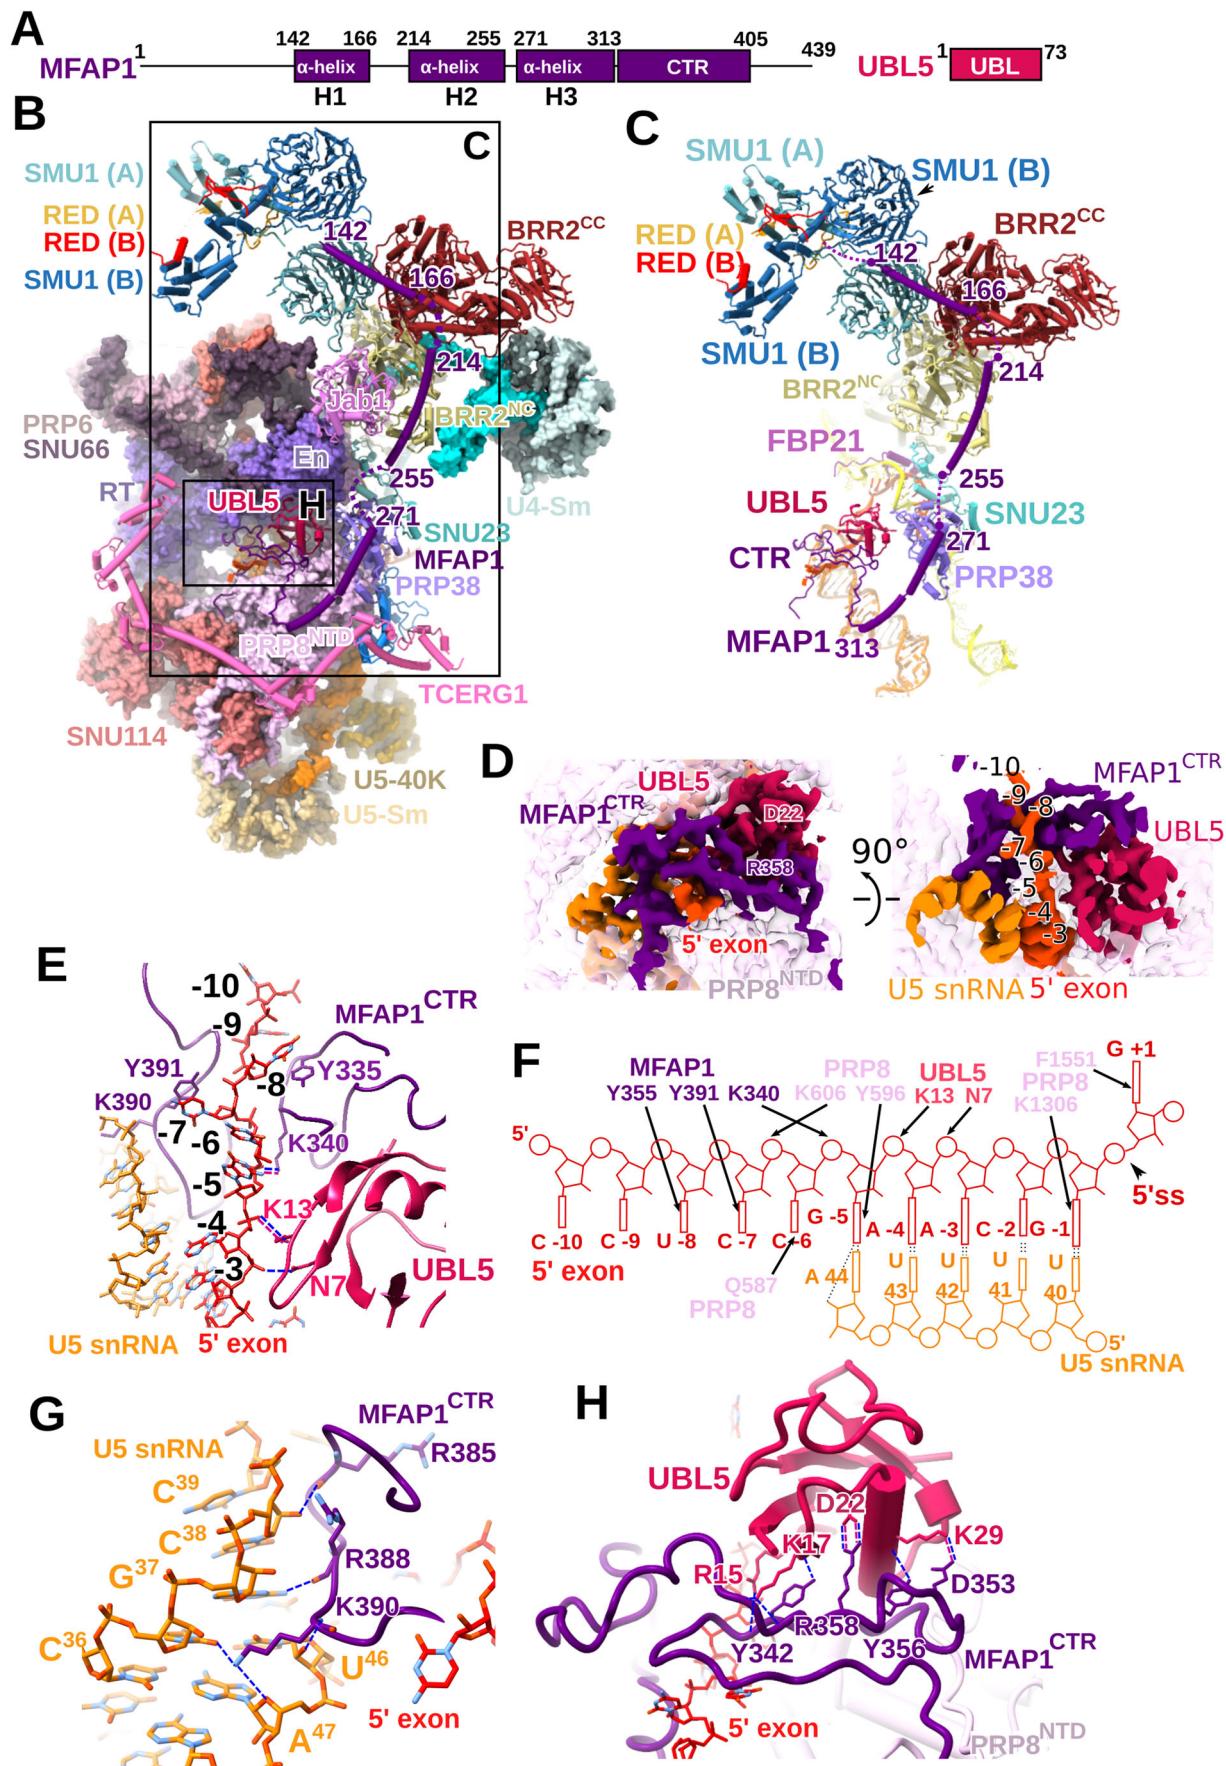 A
MFAP1
1
142
166
214
255
271
313
405
439
α-helix
α-helix
α-helix
CTR
H1
H2
H3
UBL5
1
UBL
73
B
C
SMU1 (A)
RED (A)
RED (B)
SMU1 (B)
142
166
BRR2CC
214
Jab1
BRR2NC
PRP6
SNU66
En
255
U4-Sm
RT
UBL5
H
271
SNU23
MFAP1
PRP38
PRP8NTD
TCERG1
SNU114
U5-40K
U5-Sm
C
SMU1 (A)
SMU1 (B)
RED (A)
RED (B)
142
BRR2CC
166
SMU1 (B)
214
BRR2NC
FBP21
255
UBL5
SNU23
CTR
271
PRP38
MFAP1
313
D
UBL5
MFAP1CTR
D22
R358
5' exon
PRP8NTD
90°
-10
-9
-8
MFAP1CTR
UBL5
-7
-6
-5
-4
-3
U5 snRNA
5' exon
E
-10
-9
MFAP1CTR
Y391
Y335
-8
K390
-7
-6
K340
-5
K13
-4
-3
N7
UBL5
U5 snRNA
5' exon
F
MFAP1
Y355 Y391 K340
PRP8
K606 Y596
UBL5
K13 N7
F1551
PRP8
K1306
G +1
5'
5'ss
C -10
C -9
U -8
C -7
C -6
G -5
A -4
A -3
C -2
G -1
5' exon
Q587
PRP8
A 44
U
43
U
42
U
41
U
40
5'
U5 snRNA
G
MFAP1CTR
U5 snRNA
R385
C39
C38
R388
G37
K390
C36
U46
A47
5' exon
H
UBL5
D22
K17
K29
R15
D353
R358
Y342
Y356
MFAP1CTR
5' exon
PRP8NTD